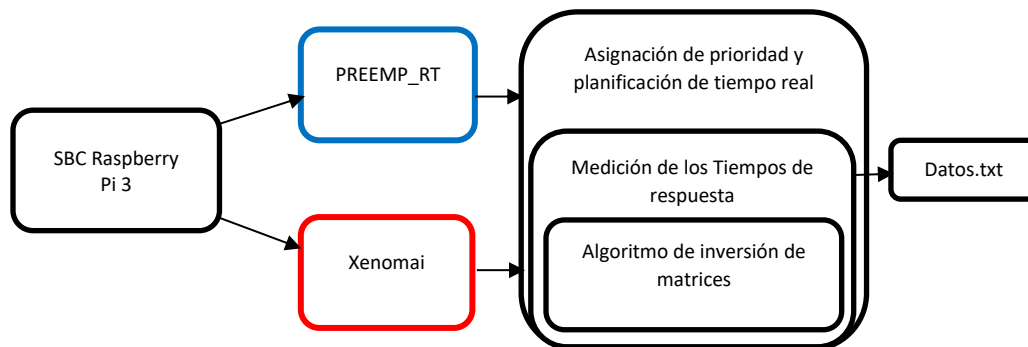 SBC Raspberry
Pi 3
PREEMP_RT
Xenomai
Asignación de prioridad y
planificación de tiempo real
Medición de los Tiempos de
respuesta
Algoritmo de inversión de
matrices
Datos.txt